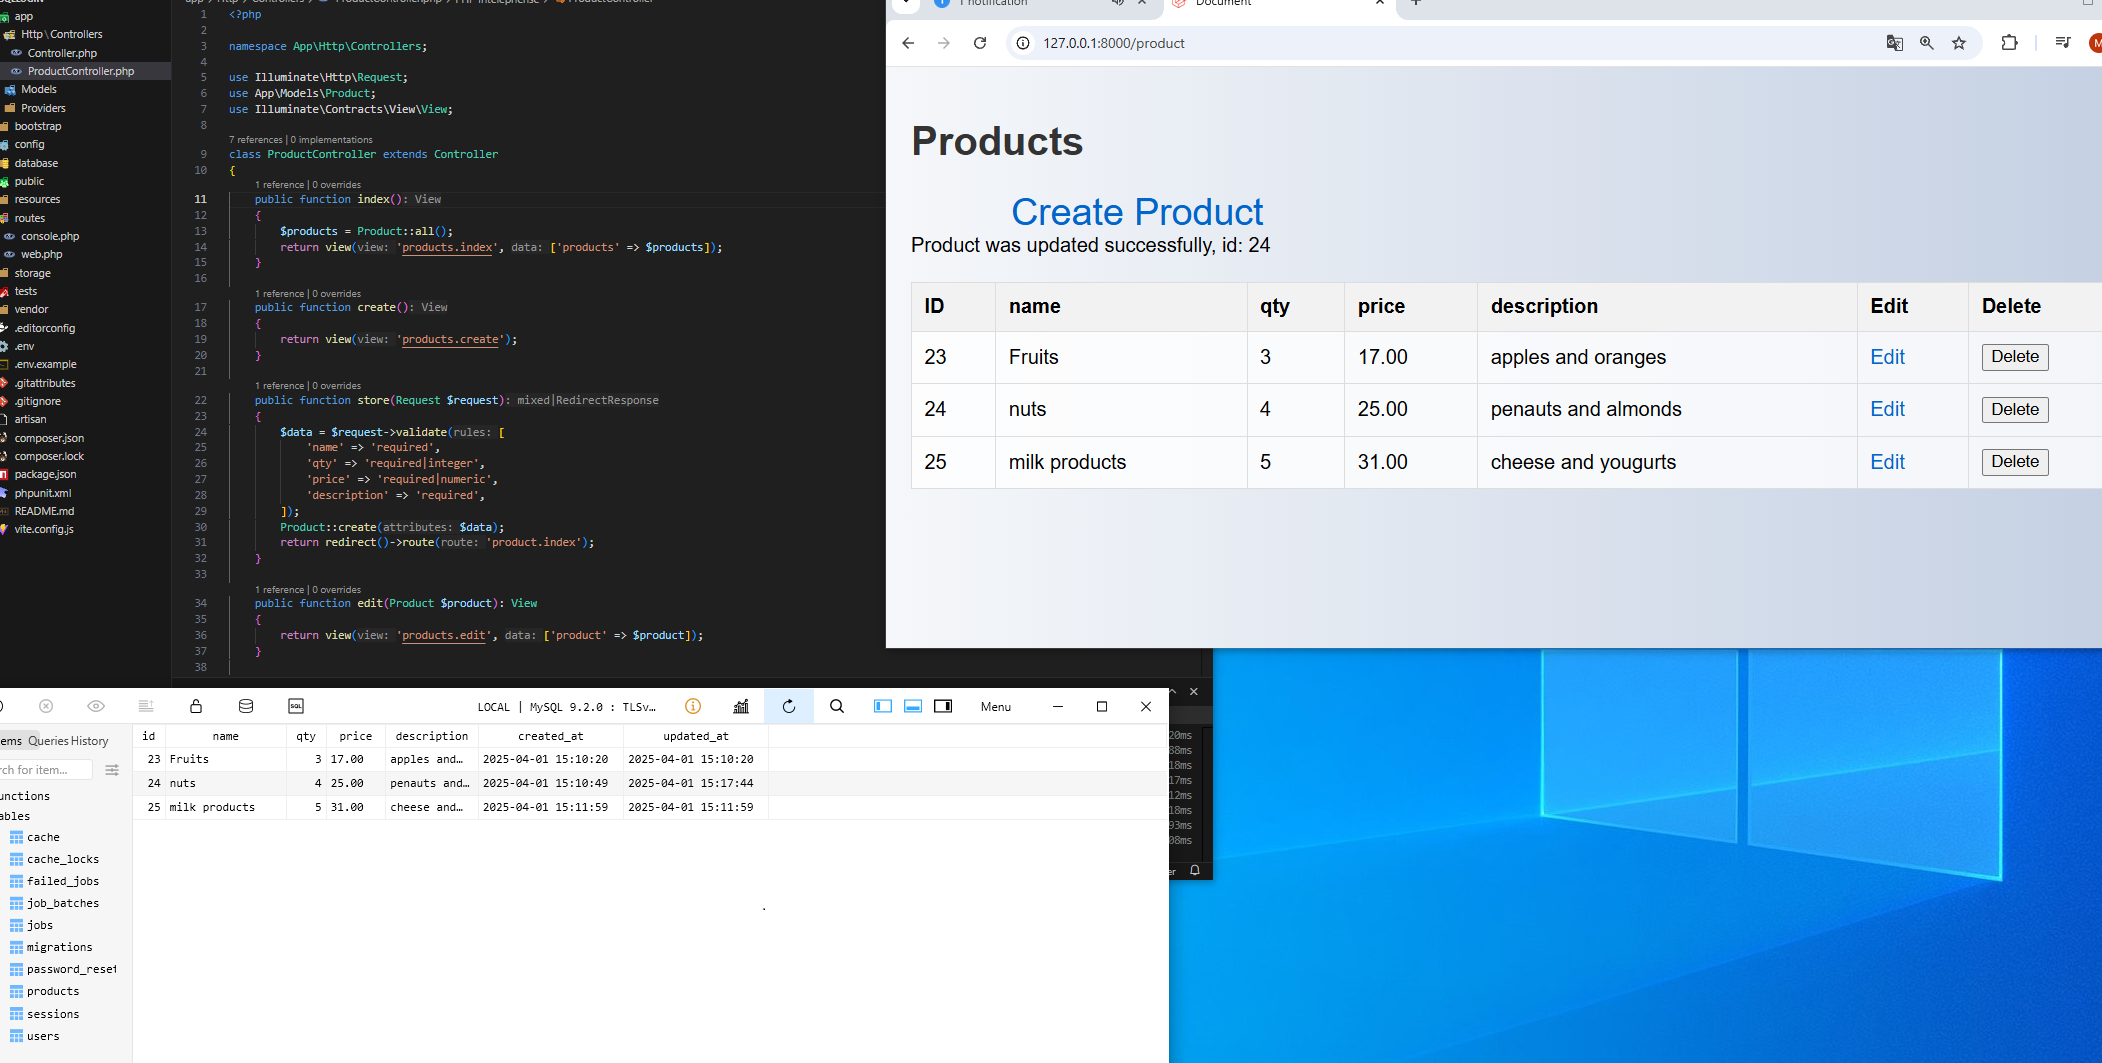 app
Http\Controllers
Controller.php
ProductController.php
Models
Providers
bootstrap
config
database
public
resources
routes
console.php
web.php
storage
tests
vendor
.editorconfig
.env
.env.example
.gitattributes
.gitignore
artisan
composer.json
composer.lock
package.json
phpunit.xml
README.md
vite.config.js
1 <?php
2
3 namespace App\Http\Controllers;
4
5 use Illuminate\Http\Request;
6 use App\Models\Product;
7 use Illuminate\Contracts\View\View;
8
7 references | 0 implementations
9 class ProductController extends Controller
10 {
1 reference | 0 overrides
11 public function index(): View
12 {
13 $products = Product::all();
14 return view(view: 'products.index', data: ['products' => $products]);
15 }
16
1 reference | 0 overrides
17 public function create(): View
18 {
19 return view(view: 'products.create');
20 }
21
1 reference | 0 overrides
22 public function store(Request $request): mixed|RedirectResponse
23 {
24 $data = $request->validate(rules: [
25 'name' => 'required',
26 'qty' => 'required|integer',
27 'price' => 'required|numeric',
28 'description' => 'required',
29 ]);
30 Product::create(attributes: $data);
31 return redirect()->route(route: 'product.index');
32 }
33
1 reference | 0 overrides
34 public function edit(Product $product): View
35 {
36 return view(view: 'products.edit', data: ['product' => $product]);
37 }
38
1 notification
Document
127.0.0.1:8000/product
M
Products
Create Product
Product was updated successfully, id: 24
ID name qty price description Edit Delete
23 Fruits 3 17.00 apples and oranges Edit Delete
24 nuts 4 25.00 penauts and almonds Edit Delete
25 milk products 5 31.00 cheese and yougurts Edit Delete
SQL
LOCAL | MySQL 9.2.0 : TLSv...
Menu
ems Queries History
rch for item...
unctions
ables
cache
cache_locks
failed_jobs
job_batches
jobs
migrations
password_reset
products
sessions
users
id name qty price description created_at updated_at
23 Fruits 3 17.00 apples and... 2025-04-01 15:10:20 2025-04-01 15:10:20
24 nuts 4 25.00 penauts and... 2025-04-01 15:10:49 2025-04-01 15:17:44
25 milk products 5 31.00 cheese and... 2025-04-01 15:11:59 2025-04-01 15:11:59
20ms
88ms
18ms
17ms
12ms
18ms
93ms
08ms
er